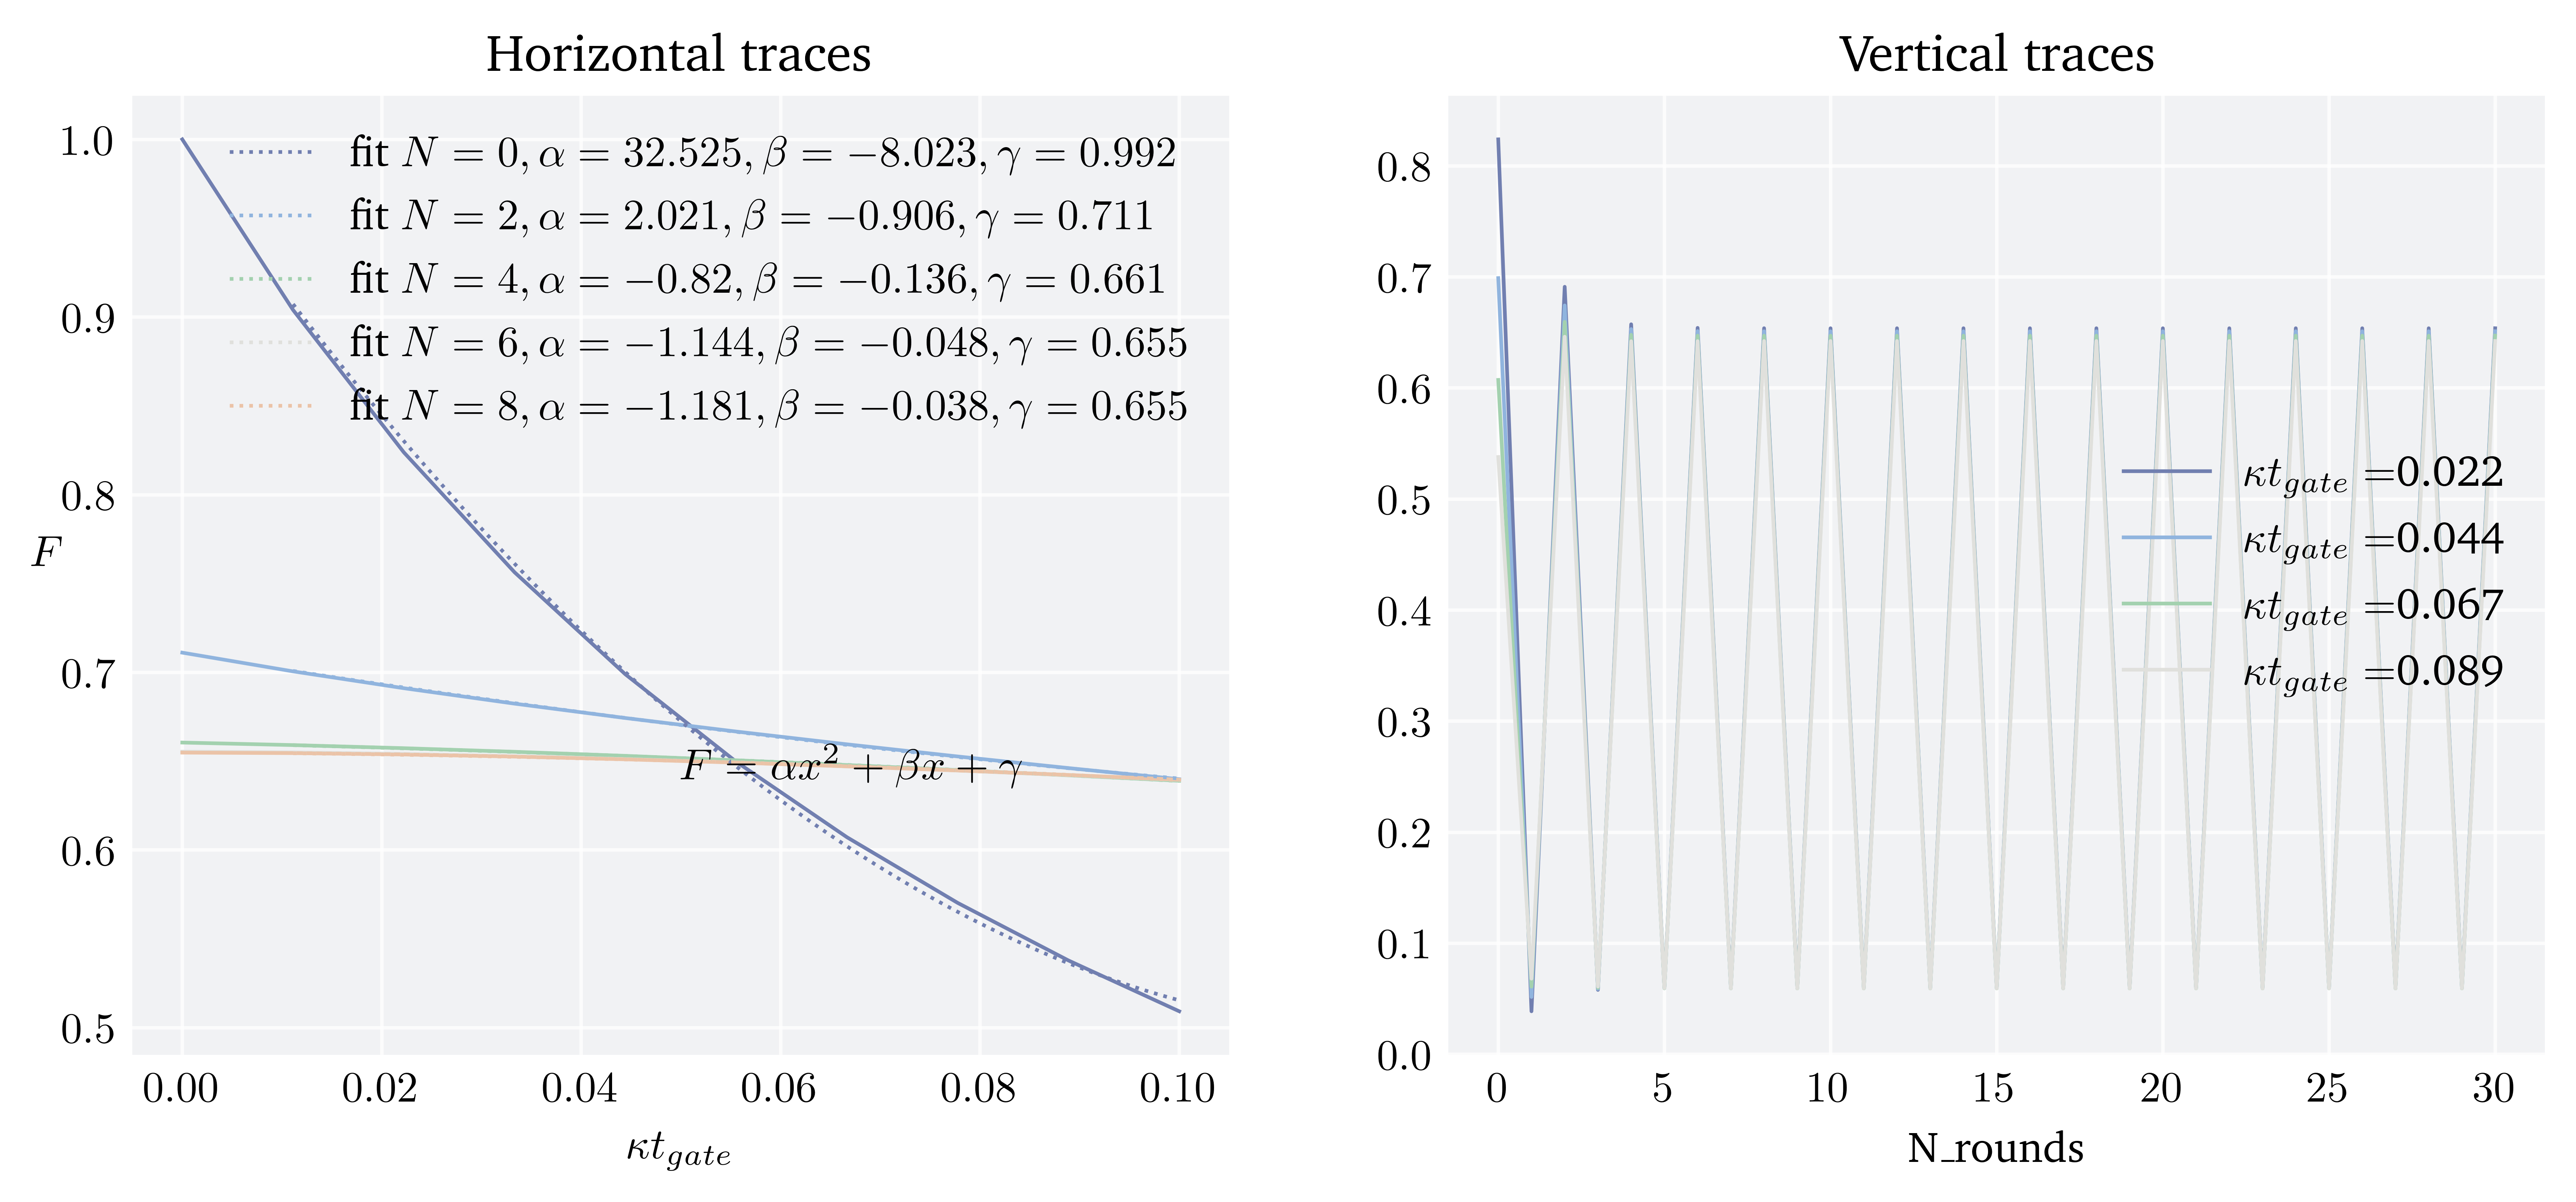 Horizontal traces
1.0
0.9
0.8
0.7
0.6
0.5
F
fit N = 0, α = 32.525, β = −8.023, γ = 0.992
fit N = 2, α = 2.021, β = −0.906, γ = 0.711
fit N = 4, α = −0.82, β = −0.136, γ = 0.661
fit N = 6, α = −1.144, β = −0.048, γ = 0.655
fit N = 8, α = −1.181, β = −0.038, γ = 0.655
F = αx² + βx + γ
0.00 0.02 0.04 0.06 0.08 0.10
κt_gate
Vertical traces
0.8
0.7
0.6
0.5
0.4
0.3
0.2
0.1
0.0
κt_gate =0.022
κt_gate =0.044
κt_gate =0.067
κt_gate =0.089
0 5 10 15 20 25 30
N_rounds